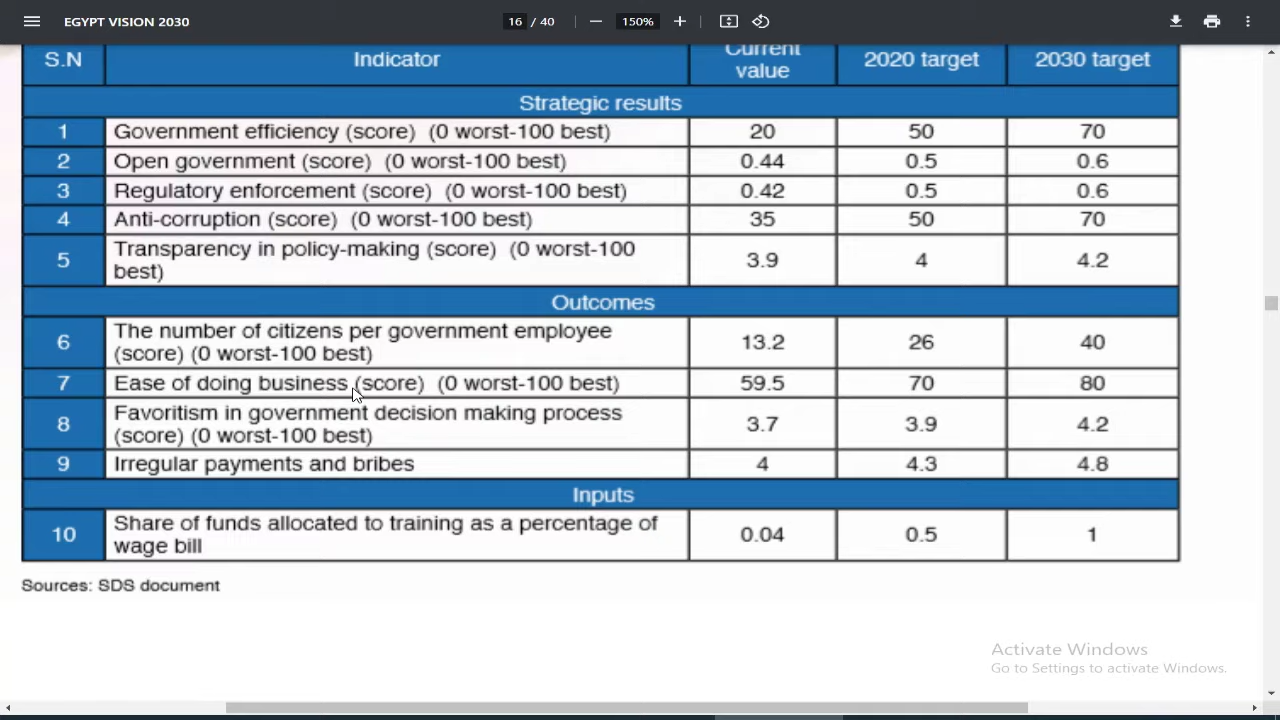 EGYPT VISION 2030
16 / 40
150%
S.N Indicator Current value 2020 target 2030 target
Strategic results
1 Government efficiency (score) (0 worst-100 best) 20 50 70
2 Open government (score) (0 worst-100 best) 0.44 0.5 0.6
3 Regulatory enforcement (score) (0 worst-100 best) 0.42 0.5 0.6
4 Anti-corruption (score) (0 worst-100 best) 35 50 70
5 Transparency in policy-making (score) (0 worst-100
best) 3.9 4 4.2
Outcomes
6 The number of citizens per government employee
(score) (0 worst-100 best) 13.2 26 40
7 Ease of doing business (score) (0 worst-100 best) 59.5 70 80
8 Favoritism in government decision making process
(score) (0 worst-100 best) 3.7 3.9 4.2
9 Irregular payments and bribes 4 4.3 4.8
Inputs
10 Share of funds allocated to training as a percentage of
wage bill 0.04 0.5 1
Sources: SDS document
Activate Windows
Go to Settings to activate Windows.